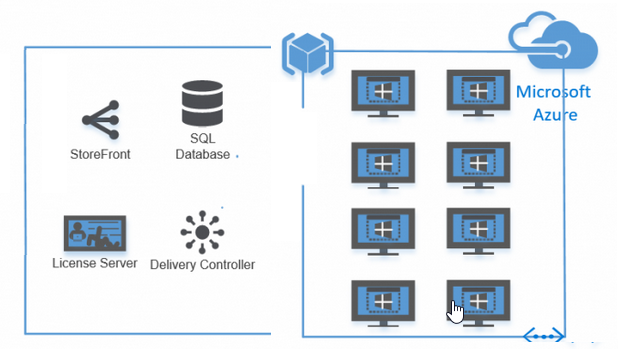 StoreFront
SQL
Database
License Server
Delivery Controller
Microsoft
Azure